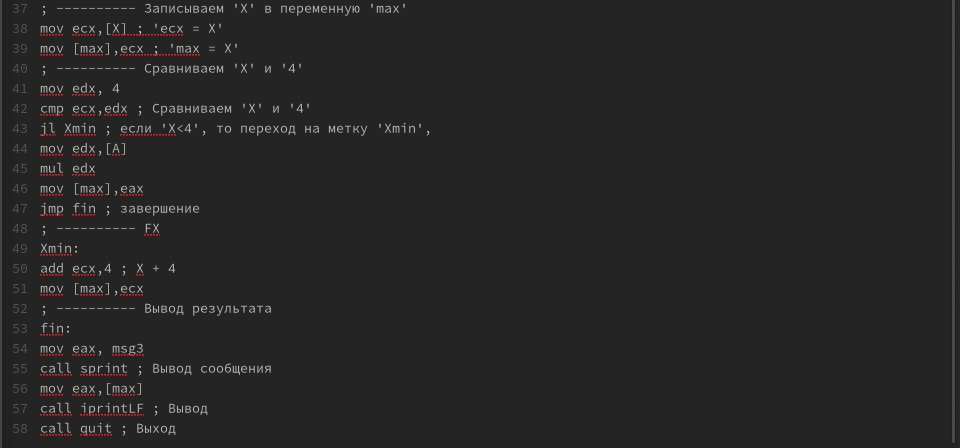 37 ; ---------- Записываем 'X' в переменную 'max'
38 mov ecx,[X] ; 'ecx = X'
39 mov [max],ecx ; 'max = X'
40 ; ---------- Сравниваем 'X' и '4'
41 mov edx, 4
42 cmp ecx,edx ; Сравниваем 'X' и '4'
43 jl Xmin ; если 'X<4', то переход на метку 'Xmin',
44 mov edx,[A]
45 mul edx
46 mov [max],eax
47 jmp fin ; завершение
48 ; ---------- FX
49 Xmin:
50 add ecx,4 ; X + 4
51 mov [max],ecx
52 ; ---------- Вывод результата
53 fin:
54 mov eax, msg3
55 call sprint ; Вывод сообщения
56 mov eax,[max]
57 call iprintLF ; Вывод
58 call quit ; Выход